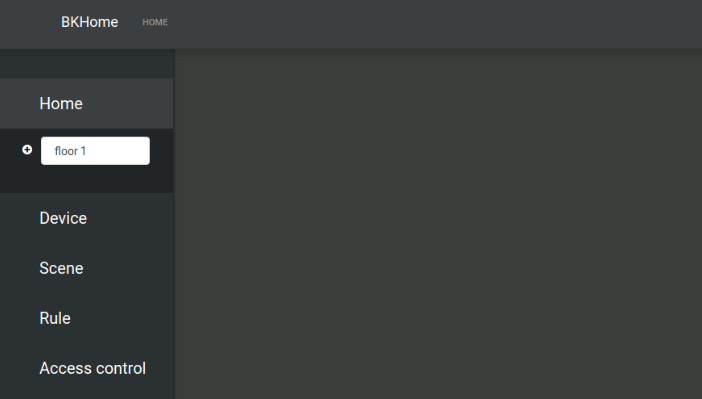 BKHome HOME
Home
floor 1
Device
Scene
Rule
Access control